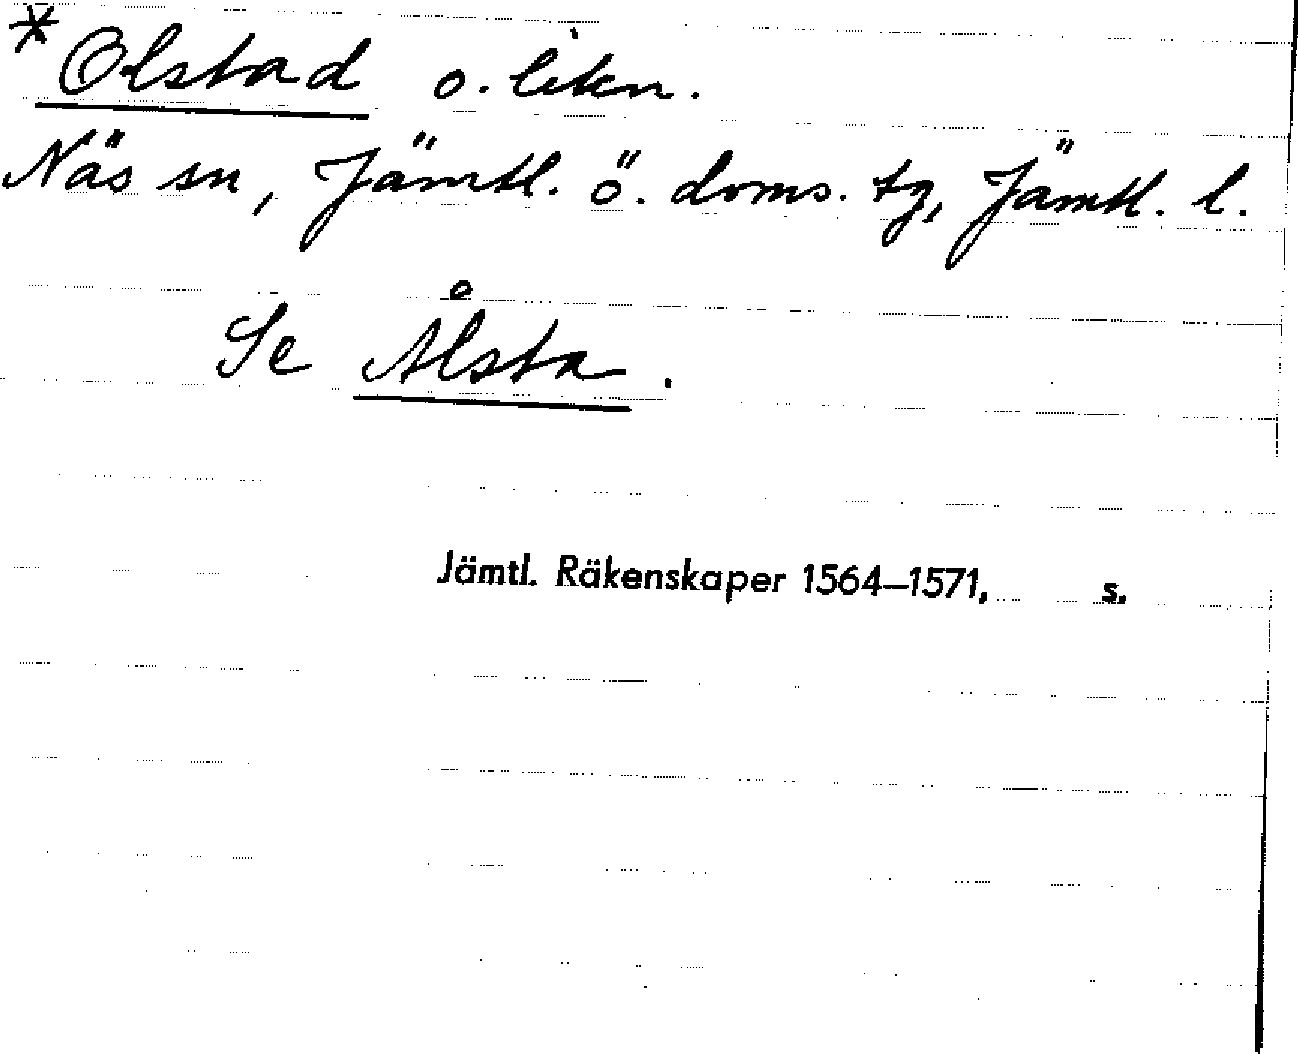 *Olstad o. likn.
Näs sn, Jämtl. ö. doms. tg, Jämtl. l.
Se Ålsta.
Jämtl. Räkenskaper 1564–1571, s.